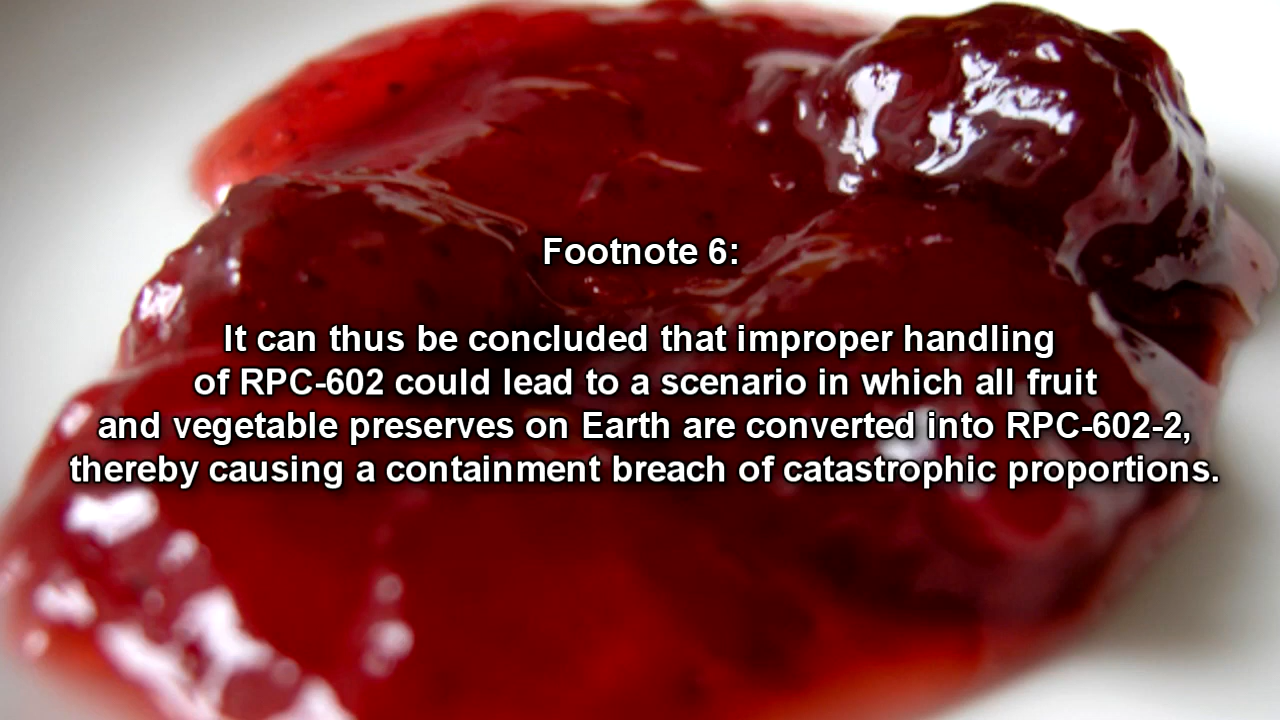 Footnote 6:
It can thus be concluded that improper handling
of RPC-602 could lead to a scenario in which all fruit
and vegetable preserves on Earth are converted into RPC-602-2,
thereby causing a containment breach of catastrophic proportions.